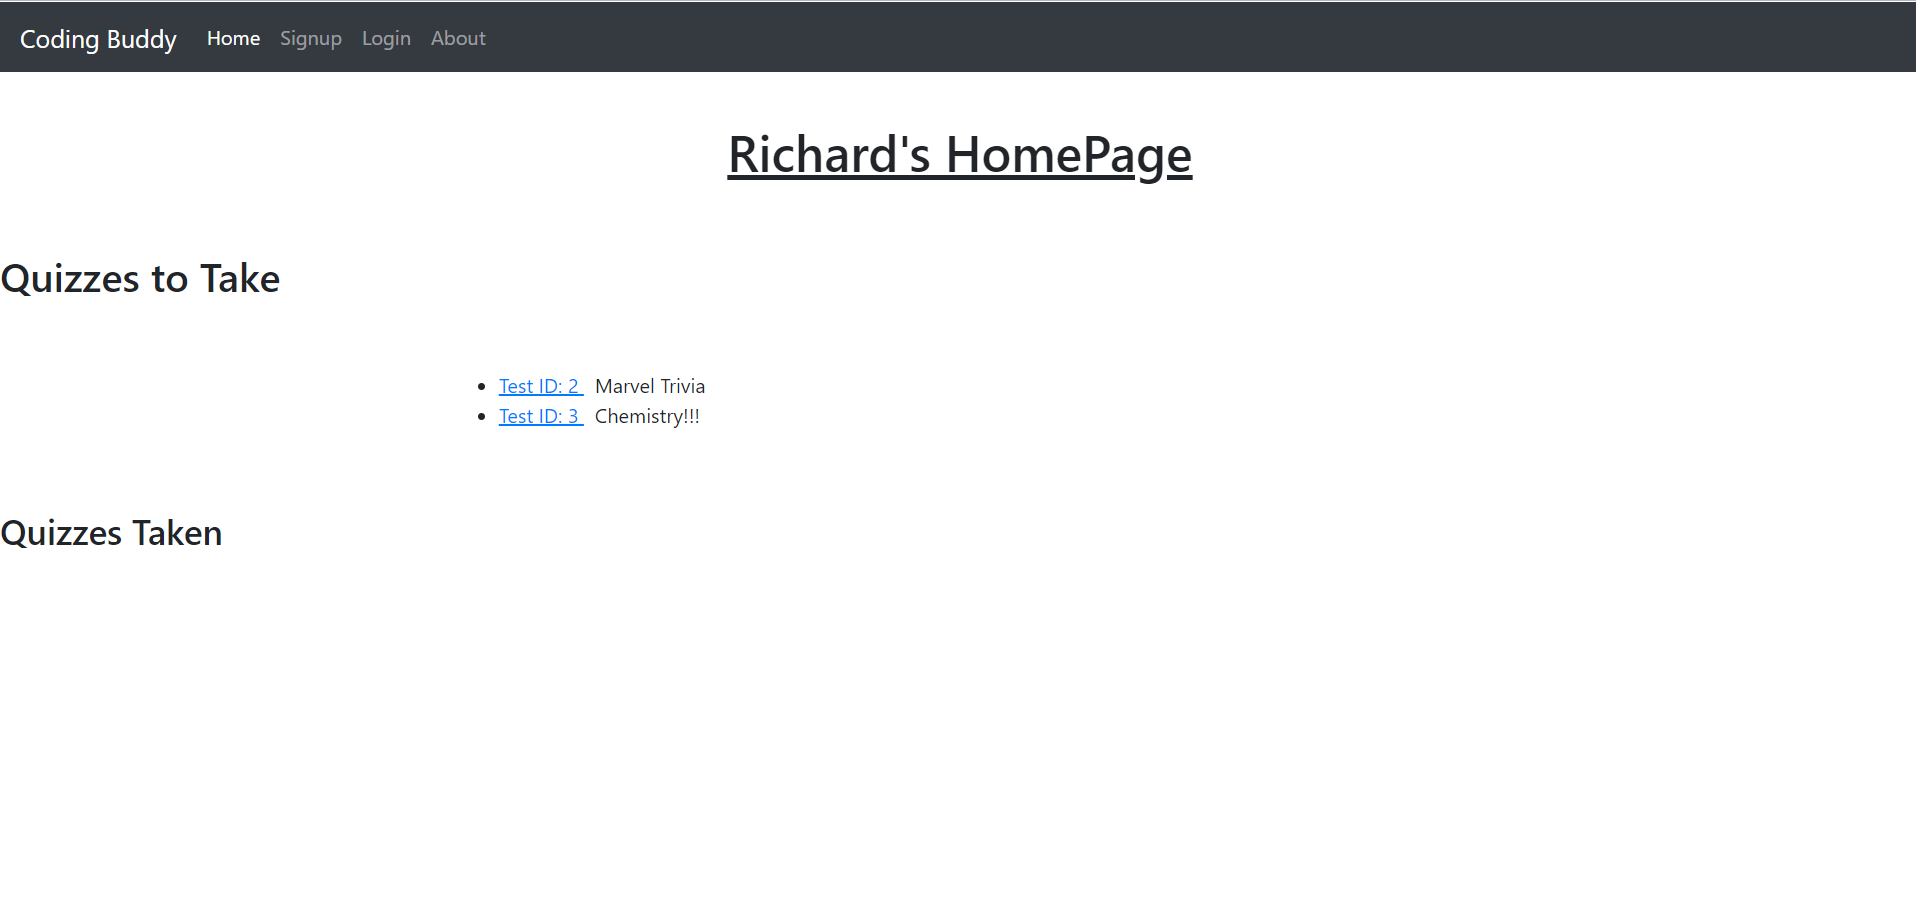 Coding Buddy Home Signup Login About
Richard's HomePage
Quizzes to Take
Test ID: 2 Marvel Trivia
Test ID: 3 Chemistry!!!
Quizzes Taken